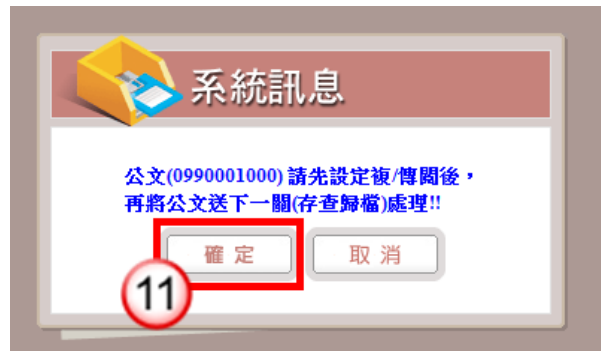 系統訊息
公文(0990001000) 請先設定複/傳閱後，
再將公文送下一關(存查歸檔)處理!!
確 定
取 消
11